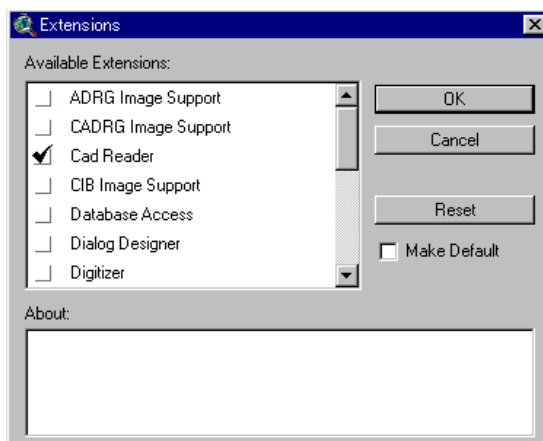 Extensions
Available Extensions:
ADRG Image Support
CADRG Image Support
Cad Reader
CIB Image Support
Database Access
Dialog Designer
Digitizer
OK
Cancel
Reset
Make Default
About: